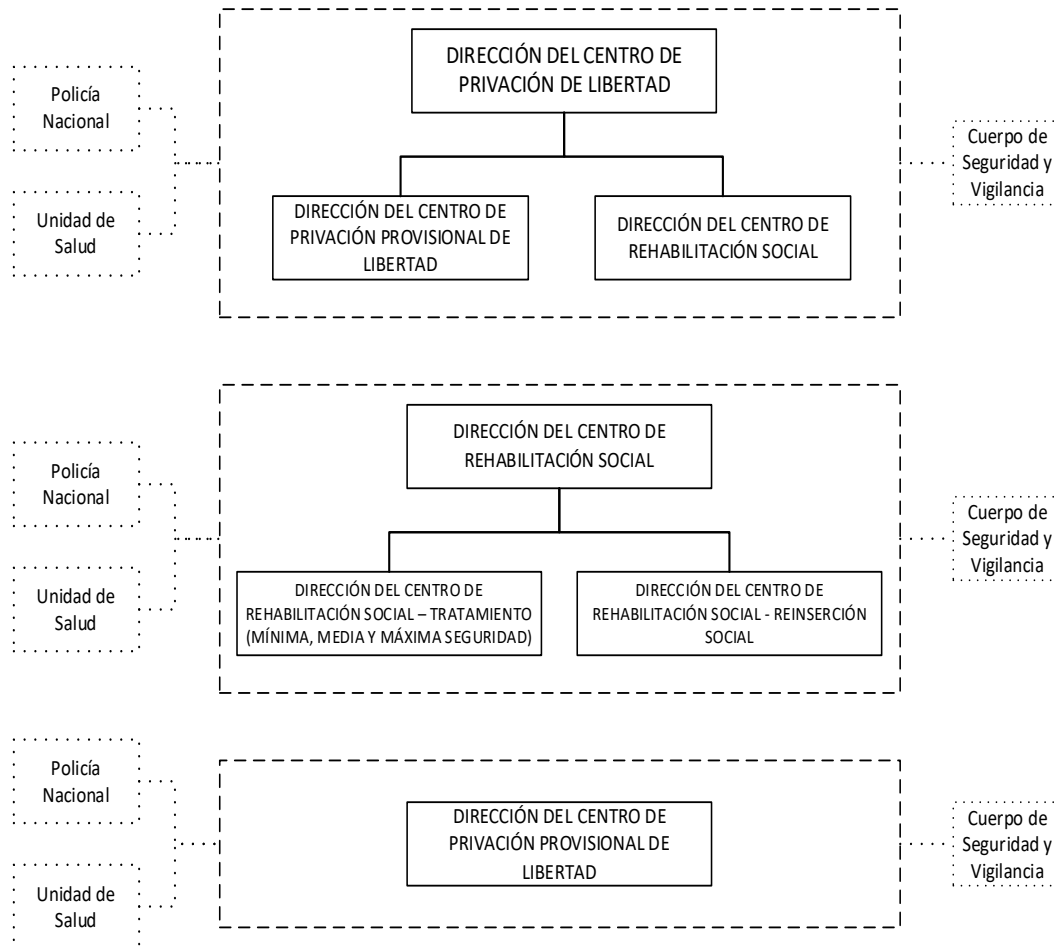 DIRECCIÓN DEL CENTRO DE
PRIVACIÓN DE LIBERTAD
Policía
Nacional
Unidad de
Salud
Cuerpo de
Seguridad y
Vigilancia
DIRECCIÓN DEL CENTRO DE
PRIVACIÓN PROVISIONAL DE
LIBERTAD
DIRECCIÓN DEL CENTRO DE
REHABILITACIÓN SOCIAL
DIRECCIÓN DEL CENTRO DE
REHABILITACIÓN SOCIAL
Policía
Nacional
Unidad de
Salud
Cuerpo de
Seguridad y
Vigilancia
DIRECCIÓN DEL CENTRO DE
REHABILITACIÓN SOCIAL – TRATAMIENTO
(MÍNIMA, MEDIA Y MÁXIMA SEGURIDAD)
DIRECCIÓN DEL CENTRO DE
REHABILITACIÓN SOCIAL - REINSERCIÓN
SOCIAL
Policía
Nacional
Unidad de
Salud
DIRECCIÓN DEL CENTRO DE
PRIVACIÓN PROVISIONAL DE
LIBERTAD
Cuerpo de
Seguridad y
Vigilancia